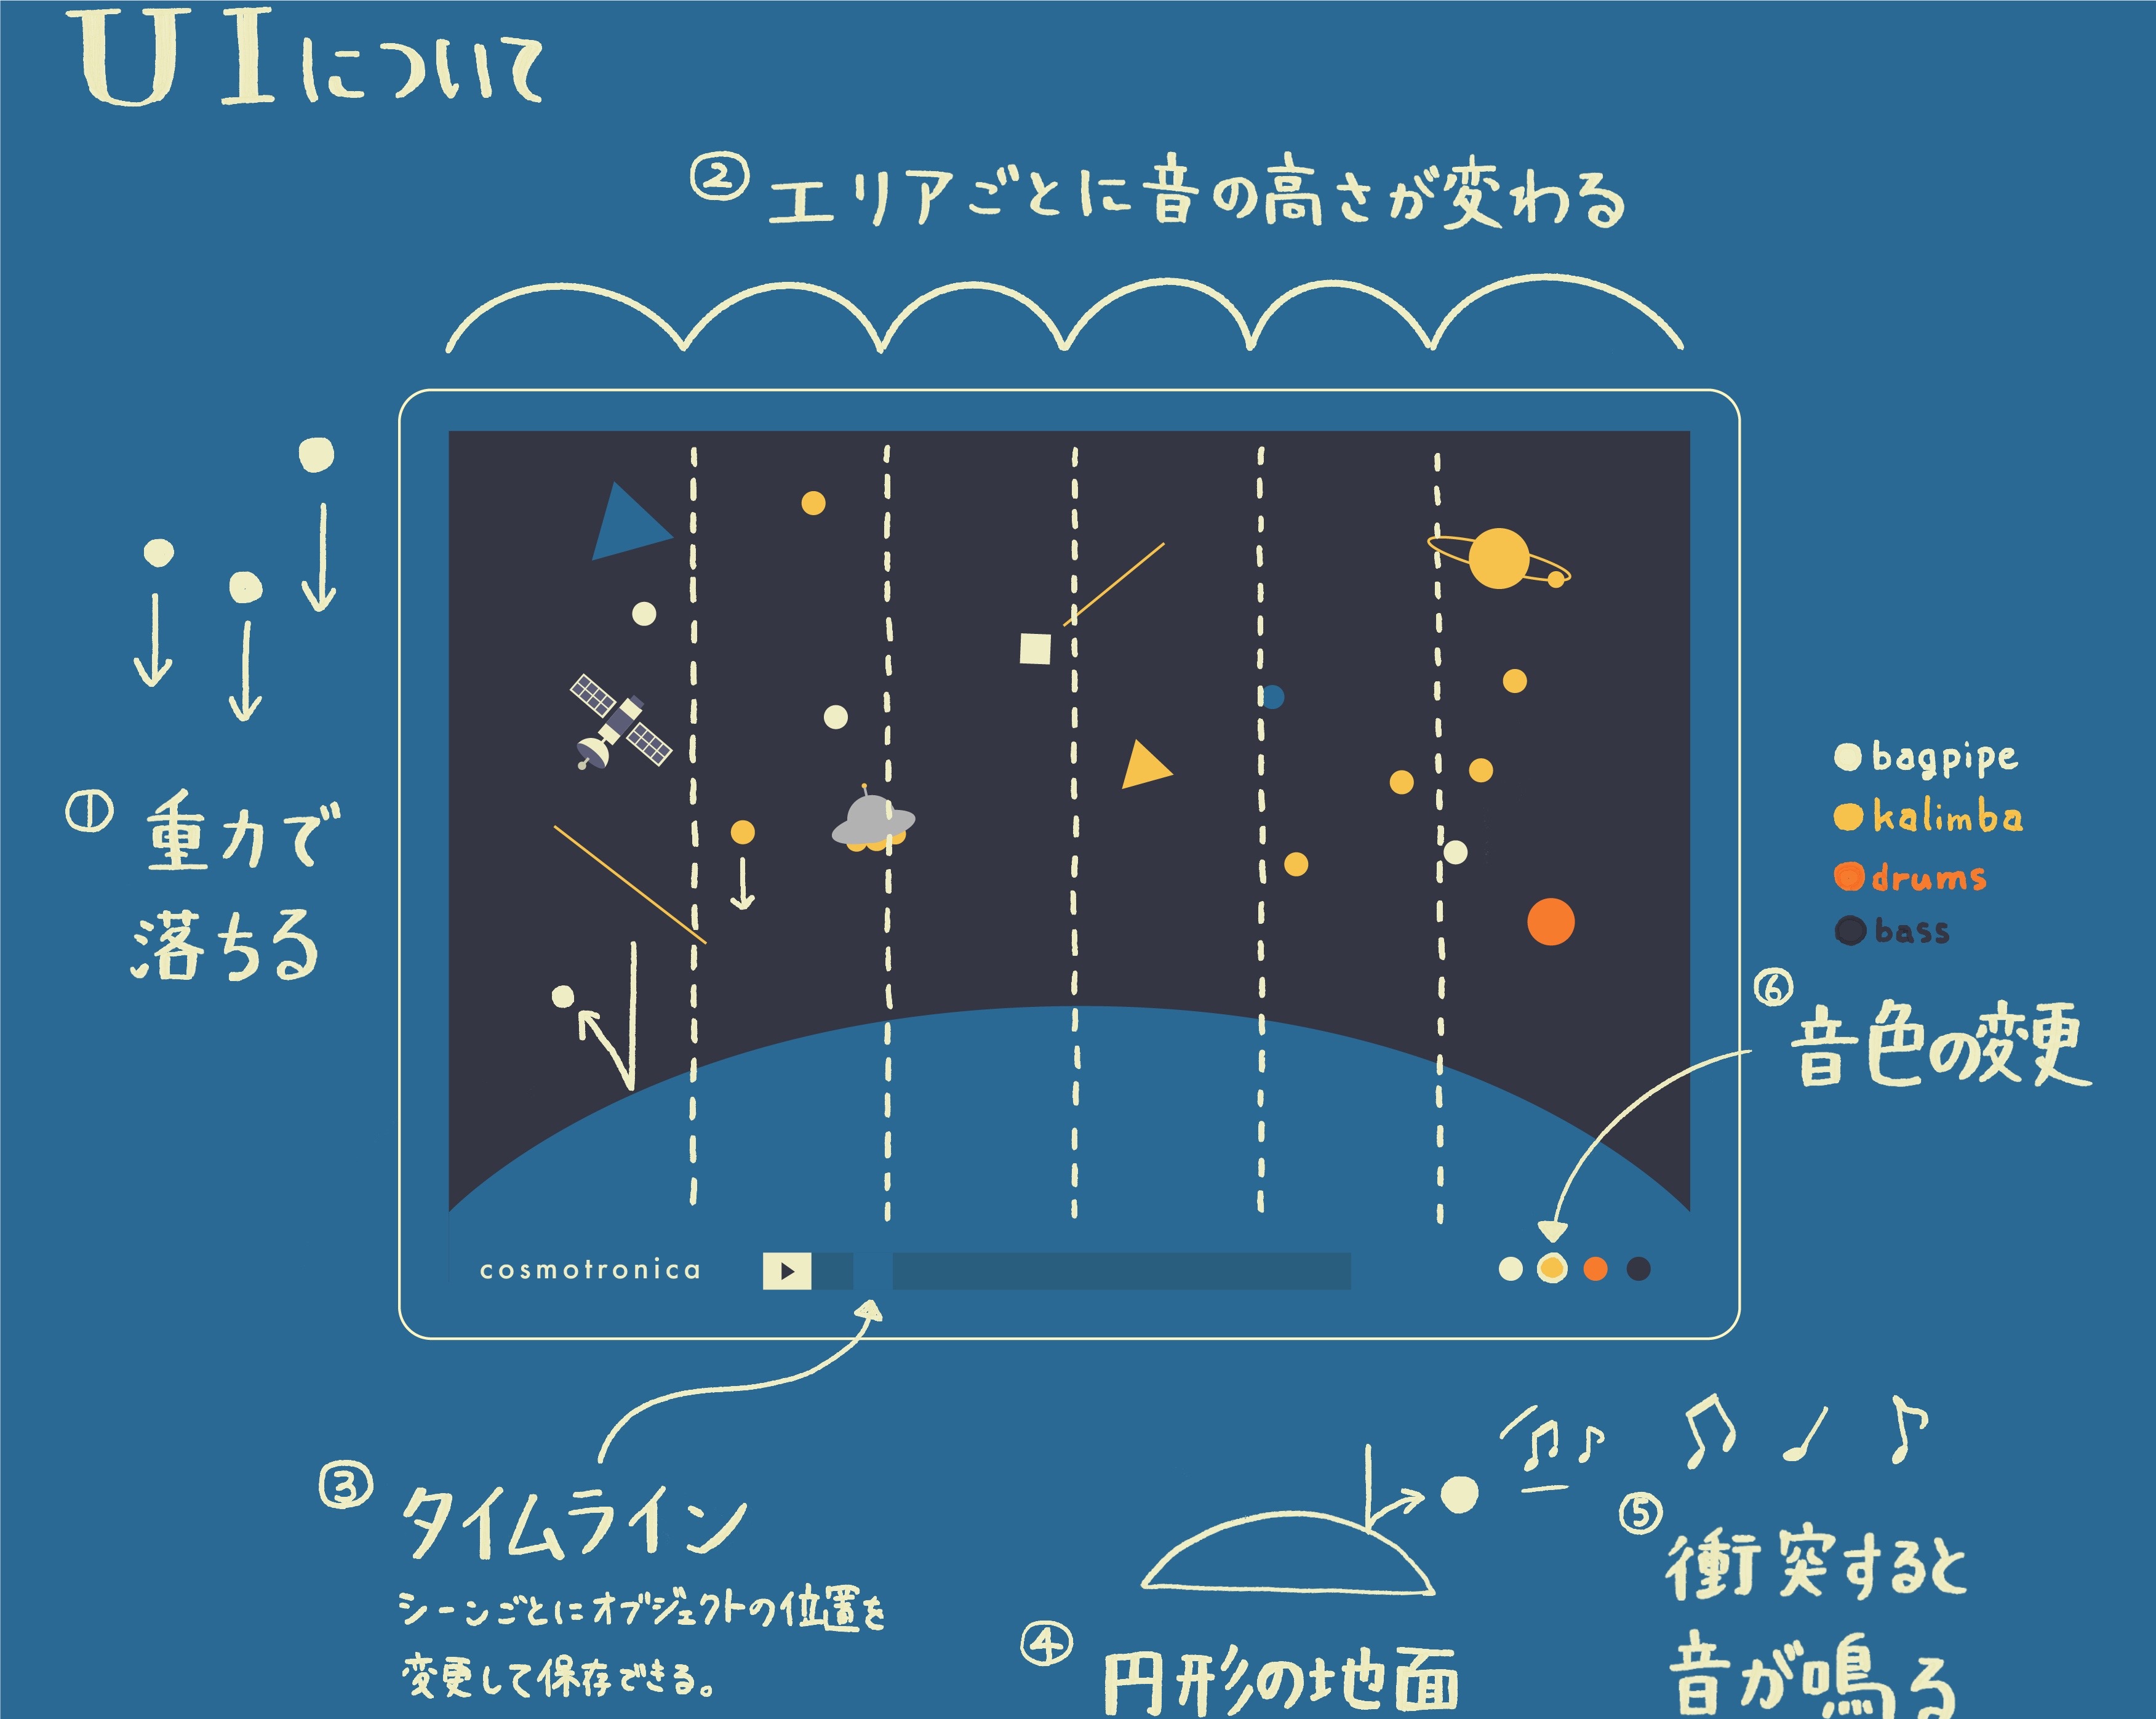 UIについて
② エリアごとに音の高さが変わる
① 重力で
落ちる
bagpipe
kalimba
drums
bass
⑥
音色の変更
cosmotronica
③ タイムライン
シーンごとにオブジェクトの位置を
変更して保存できる。
④ 円形の地面
⑤
衝突すると
音が鳴る